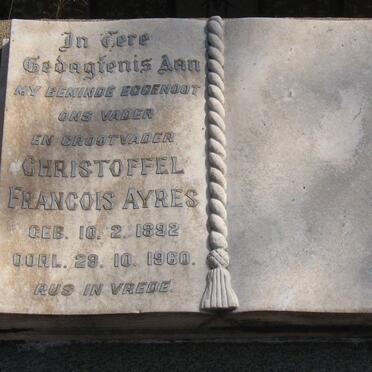 In Eere
Gedagtenis Aan
MY BEMINDE EGGENOOT
ONS VADER
EN GROOTVADER
CHRISTOFFEL
FRANCOIS AYRES
GEB. 10. 2. 1892
OORL. 29. 10. 1960.
RUS IN VREDE.